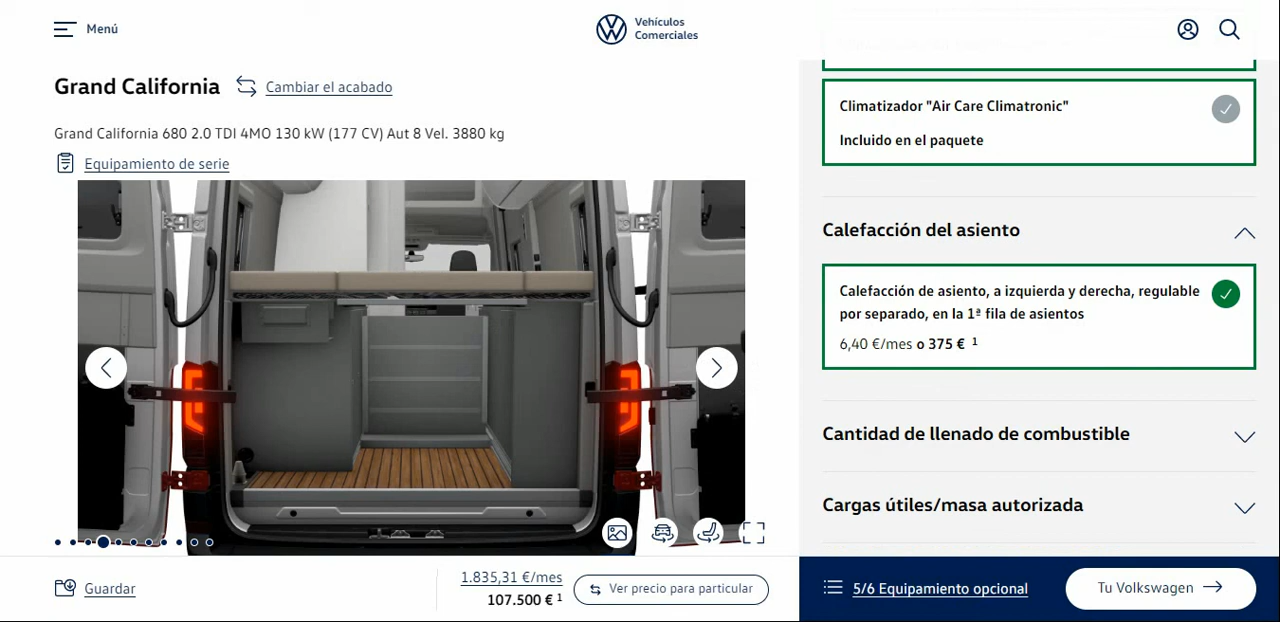 Menú
Vehículos
Comerciales
Grand California
Cambiar el acabado
Grand California 680 2.0 TDI 4MO 130 kW (177 CV) Aut 8 Vel. 3880 kg
Equipamiento de serie
Climatizador "Air Care Climatronic"
Incluido en el paquete
Calefacción del asiento
Calefacción de asiento, a izquierda y derecha, regulable
por separado, en la 1ª fila de asientos
6,40 €/mes o 375 € 1
Cantidad de llenado de combustible
Cargas útiles/masa autorizada
Guardar
1.835,31 €/mes
107.500 € 1
Ver precio para particular
5/6 Equipamiento opcional
Tu Volkswagen